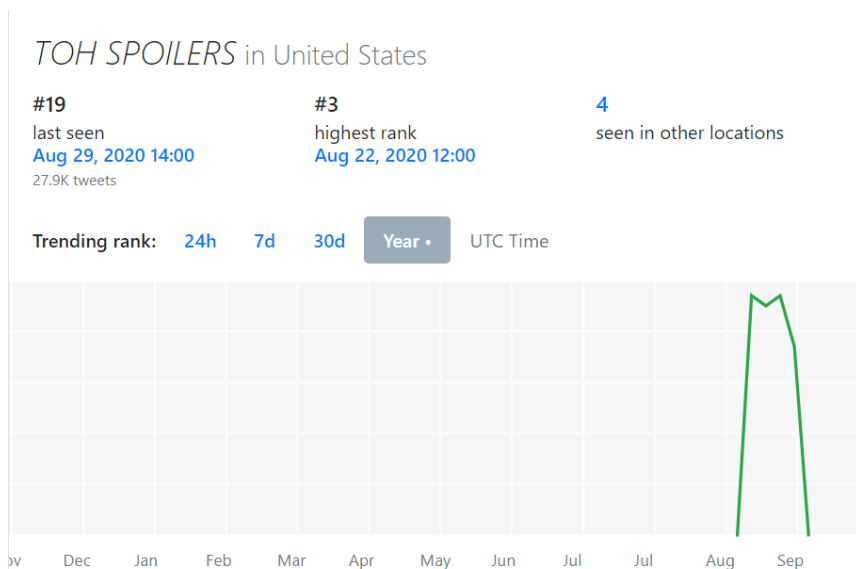 TOH SPOILERS in United States
#19 #3 4
last seen highest rank seen in other locations
Aug 29, 2020 14:00 Aug 22, 2020 12:00
27.9K tweets
Trending rank: 24h 7d 30d Year • UTC Time
ov Dec Jan Feb Mar Apr May Jun Jul Jul Aug Sep